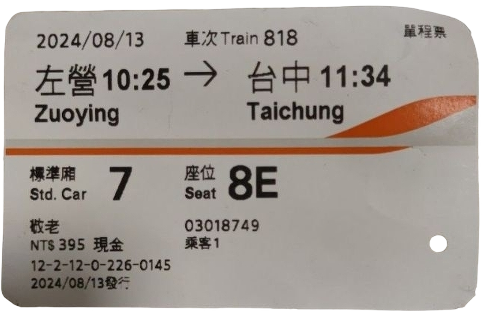 2024/08/13 車次 Train 818 單程票
左營 10:25 → 台中 11:34
Zuoying Taichung
標準廂 7 座位 8E
Std. Car Seat
敬老 03018749
NT$ 395 現金 乘客1
12-2-12-0-226-0145
2024/08/13發行